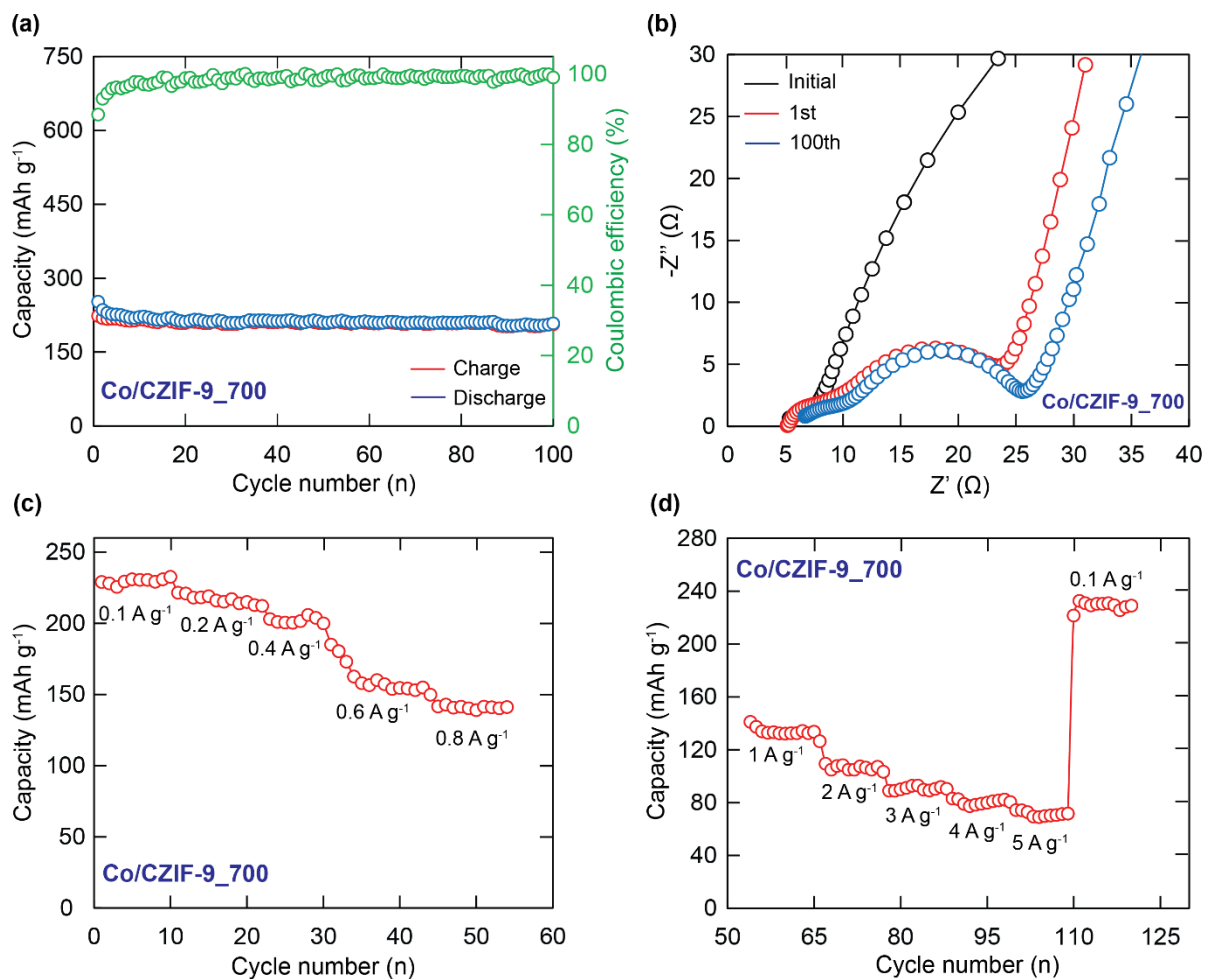 (a)
750
600
450
300
150
0
Capacity (mAh g⁻¹)
100
80
60
40
20
0
Coulombic efficiency (%)
Charge
Discharge
Co/CZIF-9_700
0 20 40 60 80 100
Cycle number (n)
(b)
30
25
20
15
10
5
0
-Z'' (Ω)
Initial
1st
100th
Co/CZIF-9_700
0 5 10 15 20 25 30 35 40
Z' (Ω)
(c)
250
200
150
100
50
0
Capacity (mAh g⁻¹)
0.1 A g⁻¹
0.2 A g⁻¹
0.4 A g⁻¹
0.6 A g⁻¹
0.8 A g⁻¹
Co/CZIF-9_700
0 10 20 30 40 50 60
Cycle number (n)
(d)
280
240
200
160
120
80
40
0
Capacity (mAh g⁻¹)
Co/CZIF-9_700
0.1 A g⁻¹
1 A g⁻¹
2 A g⁻¹
3 A g⁻¹
4 A g⁻¹
5 A g⁻¹
50 65 80 95 110 125
Cycle number (n)